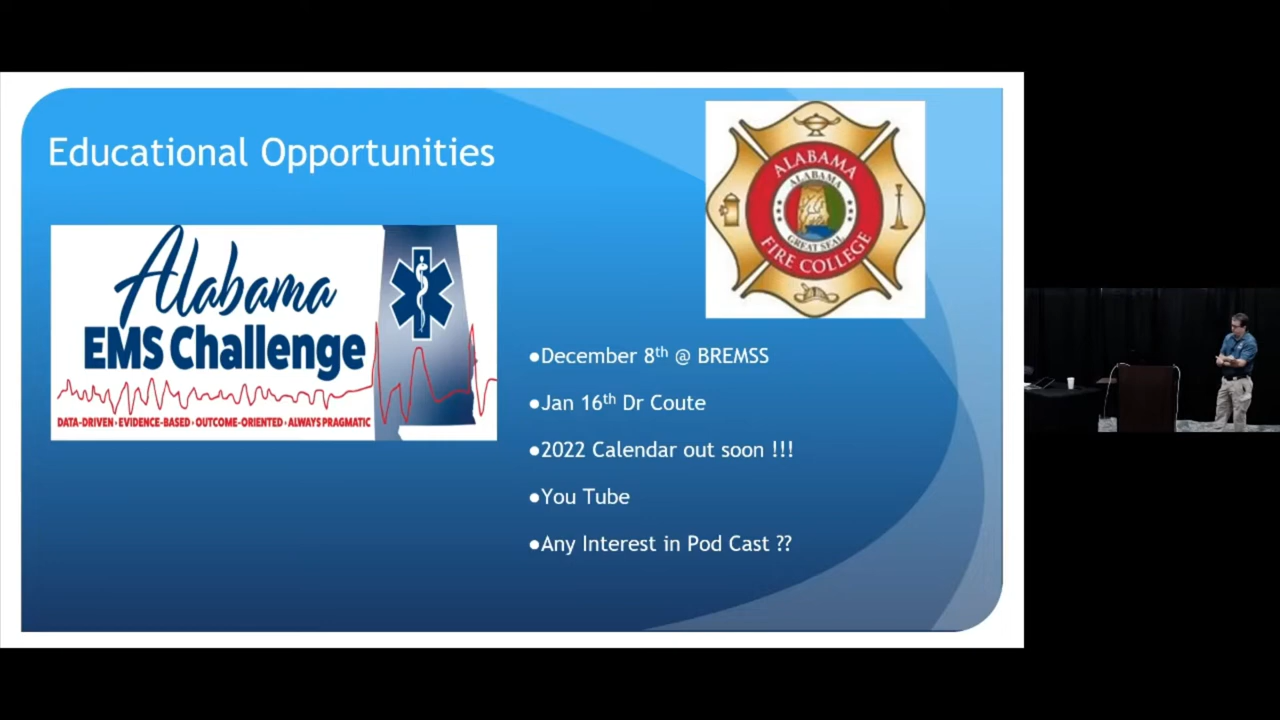 Educational Opportunities
ALABAMA
ALABAMA
GREAT SEAL
FIRE COLLEGE
Alabama
EMS Challenge
DATA-DRIVEN • EVIDENCE-BASED • OUTCOME-ORIENTED • ALWAYS PRAGMATIC
●December 8th @ BREMSS
●Jan 16th Dr Coute
●2022 Calendar out soon !!!
●You Tube
●Any Interest in Pod Cast ??